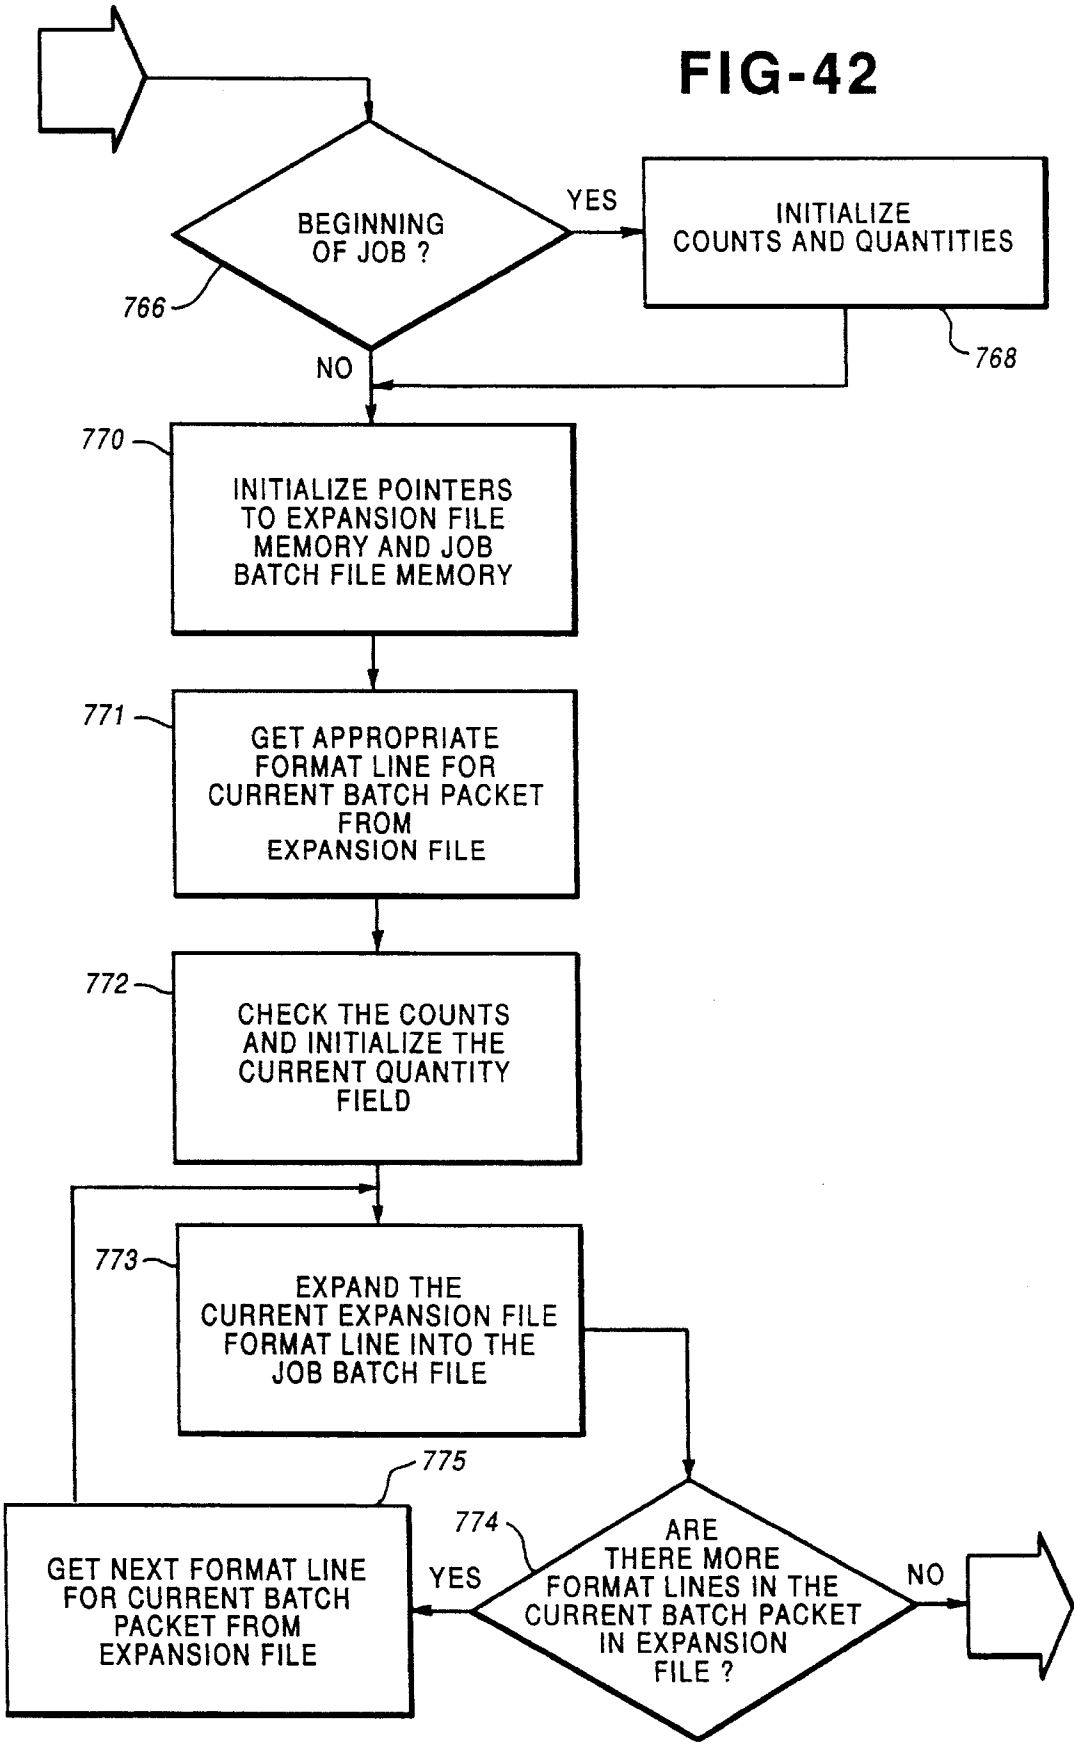 FIG-42
BEGINNING
OF JOB ?
766
YES
INITIALIZE
COUNTS AND QUANTITIES
768
NO
770
INITIALIZE POINTERS
TO EXPANSION FILE
MEMORY AND JOB
BATCH FILE MEMORY
771
GET APPROPRIATE
FORMAT LINE FOR
CURRENT BATCH PACKET
FROM
EXPANSION FILE
772
CHECK THE COUNTS
AND INITIALIZE THE
CURRENT QUANTITY
FIELD
773
EXPAND THE
CURRENT EXPANSION FILE
FORMAT LINE INTO THE
JOB BATCH FILE
774
ARE
THERE MORE
FORMAT LINES IN THE
CURRENT BATCH PACKET
IN EXPANSION
FILE ?
YES
NO
775
GET NEXT FORMAT LINE
FOR CURRENT BATCH
PACKET FROM
EXPANSION FILE